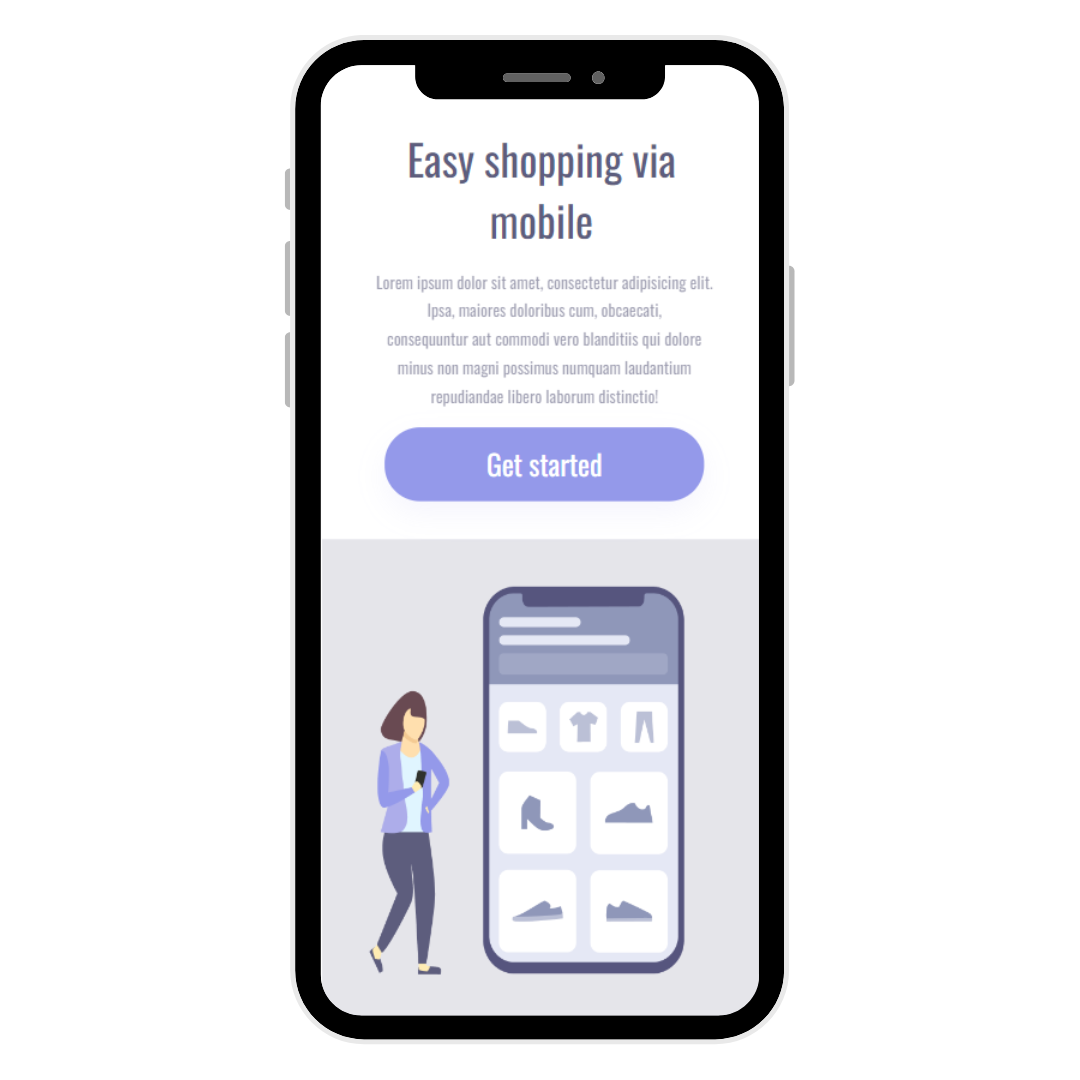 Easy shopping via
mobile
Lorem ipsum dolor sit amet, consectetur adipisicing elit.
Ipsa, maiores doloribus cum, obcaecati,
consequuntur aut commodi vero blanditiis qui dolore
minus non magni possimus numquam laudantium
repudiandae libero laborum distinctio!
Get started